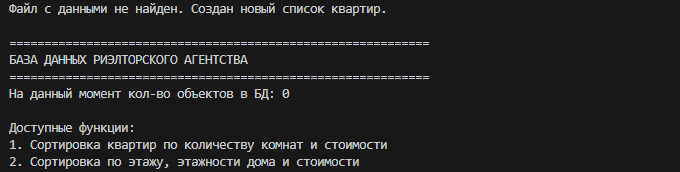 Файл с данными не найден. Создан новый список квартир.
============================================================
БАЗА ДАННЫХ РИЭЛТОРСКОГО АГЕНТСТВА
============================================================
На данный момент кол-во объектов в БД: 0
Доступные функции:
1. Сортировка квартир по количеству комнат и стоимости
2. Сортировка по этажу, этажности дома и стоимости